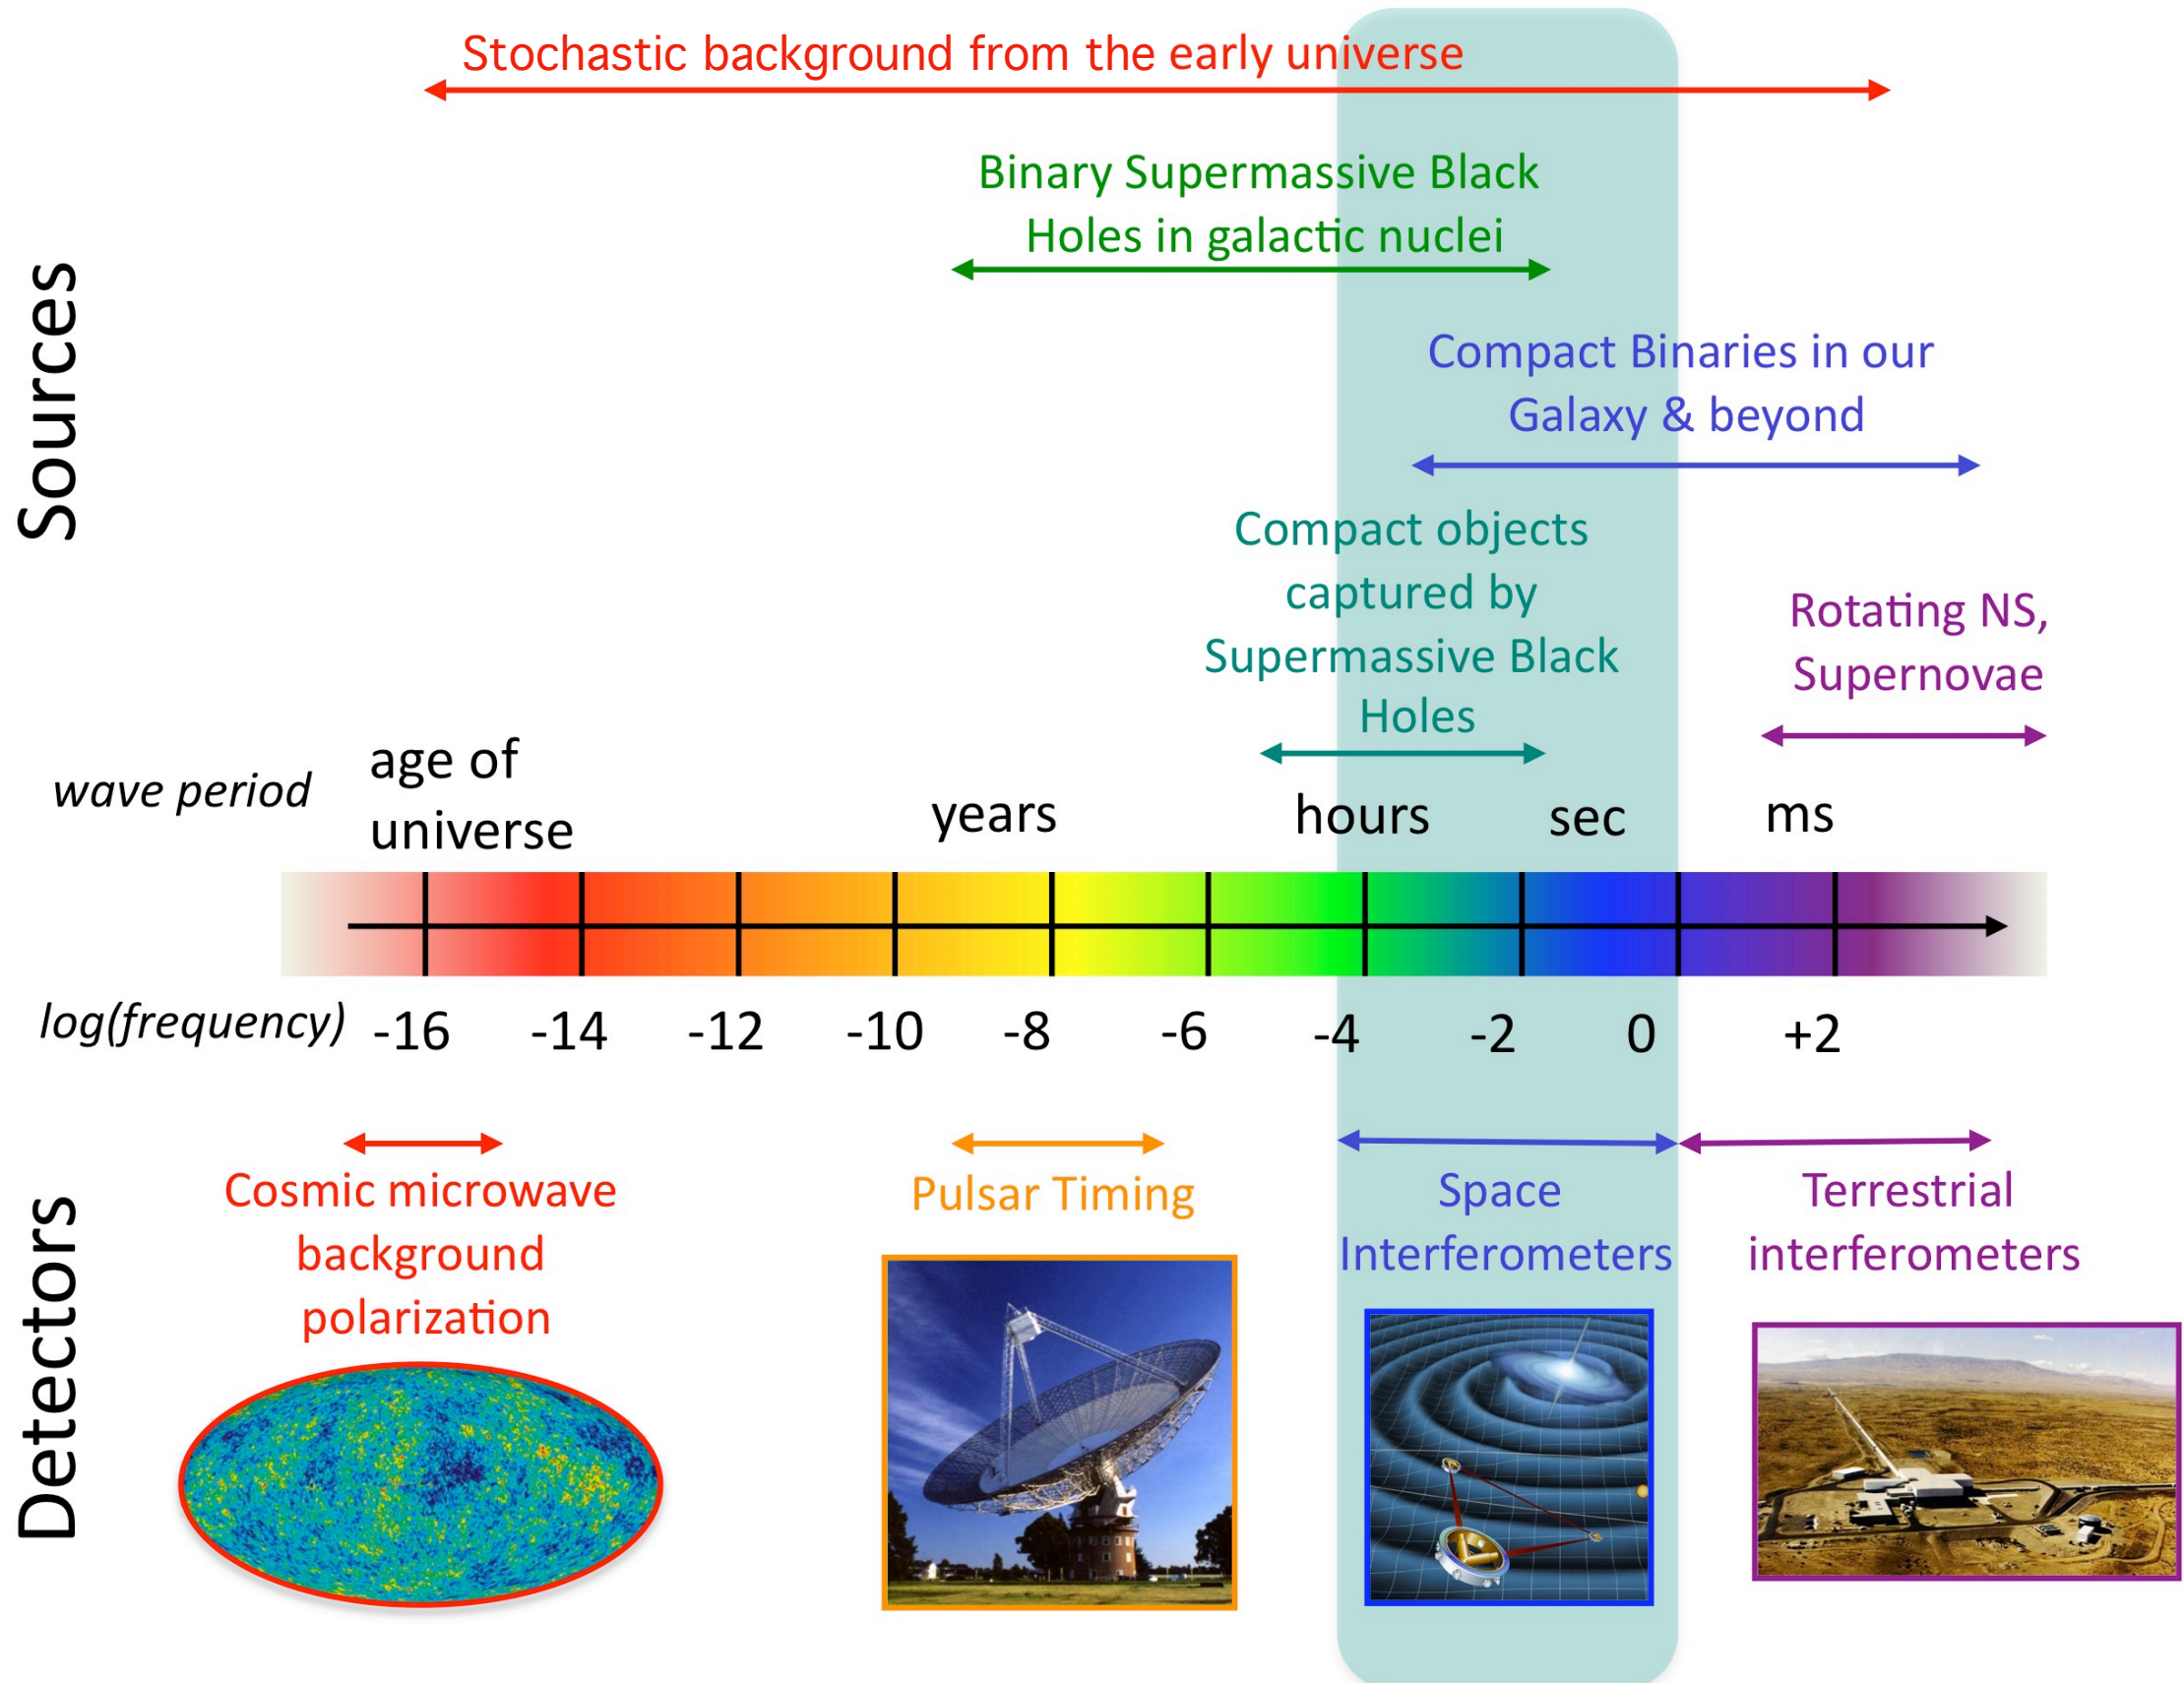 Stochastic background from the early universe
Binary Supermassive Black
Holes in galactic nuclei
Compact Binaries in our
Galaxy & beyond
Sources
Compact objects
captured by
Supermassive Black
Holes
Rotating NS,
Supernovae
wave period
age of
universe
years
hours
sec
ms
log(frequency)
-16
-14
-12
-10
-8
-6
-4
-2
0
+2
Detectors
Cosmic microwave
background
polarization
Pulsar Timing
Space
Interferometers
Terrestrial
interferometers